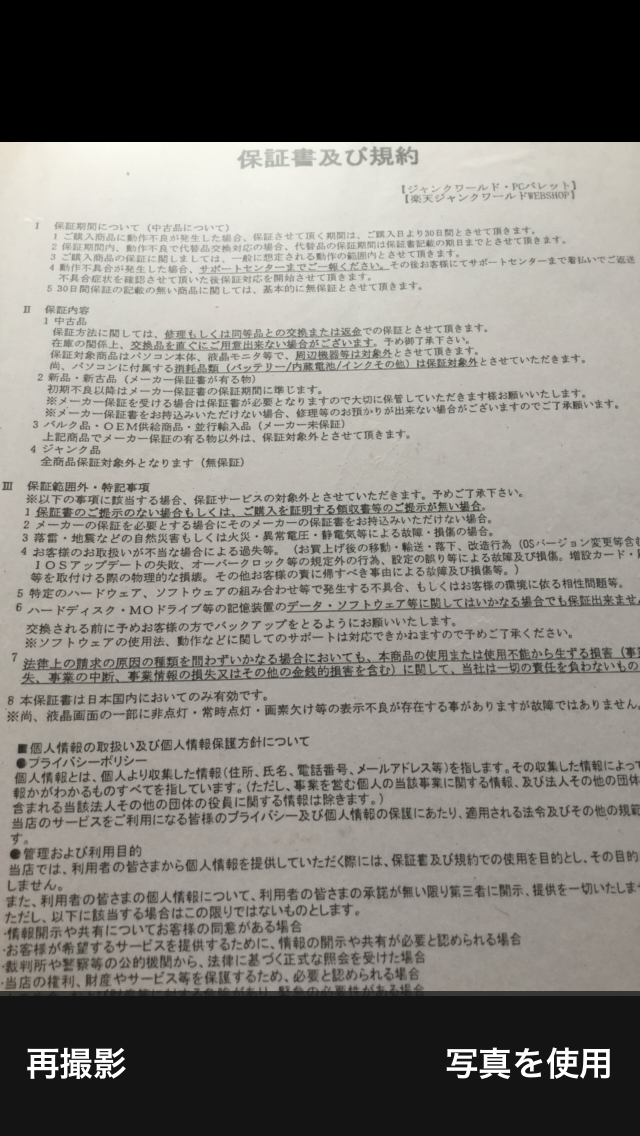 保証書及び規約
【ジャンクワールド・PCパレット】
【楽天ジャンクワールドWEBSHOP】
I 保証期間について（中古品について）
1 ご購入商品に動作不良が発生した場合、保証させて頂く期間は、ご購入日より30日間とさせて頂きます。
2 保証期間内、動作不良で代替品交換対応の場合、代替品の保証期間は保証書記載の期日までとさせて頂きます。
3 ご購入商品の保証に関しましては、一般に想定される動作の範囲内とさせて頂きます。
4 動作不具合が発生した場合、サポートセンターまでご一報ください。その後お客様にてサポートセンターまで着払いでご返送
不具合症状を確認させて頂いた後保証対応を開始させて頂きます。
5 30日間保証の記載の無い商品に関しては、基本的に無保証とさせて頂きます。
II 保証内容
1 中古品
保証方法に関しては、修理もしくは同等品との交換または返金での保証とさせて頂きます。
在庫の関係上、交換品を直ぐにご用意出来ない場合がございます。予め御了承下さい。
保証対象商品はパソコン本体、液晶モニタ等で、周辺機器等は対象外とさせて頂きます。
尚、パソコンに付属する消耗品類（バッテリー/内蔵電池/インクその他）は保証対象外とさせていただきます。
2 新品・新古品（メーカー保証書が有る物）
初期不良以降はメーカー保証書の保証期間に準じます。
※メーカー保証を受ける場合は保証書が必要となりますので大切に保管していただきます様お願いいたします。
※メーカー保証書をお持込みいただけない場合、修理等のお預かりが出来ない場合がございますのでご了承願います。
3 バルク品・OEM供給商品・並行輸入品（メーカー未保証）
上記商品でメーカー保証の有る物以外は、保証対象外とさせて頂きます。
4 ジャンク品
全商品保証対象外となります（無保証）
III 保証範囲外・特記事項
※以下の事項に該当する場合、保証サービスの対象外とさせていただきます。予めご了承下さい。
1 保証書のご提示のない場合もしくは、ご購入を証明する領収書等のご提示が無い場合。
2 メーカーの保証を必要とする場合にそのメーカーの保証書をお持込みいただけない場合。
3 落雷・地震などの自然災害もしくは火災・異常電圧・静電気等による故障・損傷の場合。
4 お客様のお取扱いが不当な場合による過失等。（お買上げ後の移動・輸送・落下、改造行為（OSバージョン変更等含む
IOSアップデートの失敗、オーバークロック等の規定外の行為、設定の誤り等による故障及び損傷。増設カード・
等を取付ける際の物理的な損壊。その他お客様の責に帰すべき事由による故障及び損傷等。）
5 特定のハードウェア、ソフトウェアの組み合わせ等で発生する不具合、もしくはお客様の環境に依る相性問題等。
6 ハードディスク・MOドライブ等の記憶装置のデータ・ソフトウェア等に関してはいかなる場合でも保証出来ませ
交換される前に予めお客様の方でバックアップをとるようにお願いいたします。
※ソフトウェアの使用法、動作などに関してのサポートは対応できかねますので予めご了承ください。
7 法律上の請求の原因の種類を問わずいかなる場合においても、本商品の使用または使用不能から生ずる損害（事
失、事業の中断、事業情報の損失又はその他の金銭的損害を含む）に関して、当社は一切の責任を負わないもの
8 本保証書は日本国内においてのみ有効です。
※尚、液晶画面の一部に非点灯・常時点灯・画素欠け等の表示不良が存在する事がありますが故障ではありません
■個人情報の取扱い及び個人情報保護方針について
●プライバシーポリシー
個人情報とは、個人より収集した情報（住所、氏名、電話番号、メールアドレス等）を指します。その収集した情報によっ
報かがわかるものすべてを指しています。（ただし、事業を営む個人の当該事業に関する情報、及び法人その他の団体
含まれる当該法人その他の団体の役員に関する情報は除きます。）
当店のサービスをご利用になる皆様のプライバシー及び個人情報の保護にあたり、適用される法令及びその他の規範
す。
●管理および利用目的
当店では、利用者の皆さまから個人情報を提供していただく際には、保証書及び規約での使用を目的とし、その目的
しません。
また、利用者の皆さまの個人情報について、利用者の皆さまの承諾が無い限り第三者に開示、提供を一切いたしま
ただし、以下に該当する場合はこの限りではないものとします。
・情報開示や共有についてお客様の同意がある場合
・お客様が希望するサービスを提供するために、情報の開示や共有が必要と認められる場合
・裁判所や警察等の公的機関から、法律に基づく正式な照会を受けた場合
・当店の権利、財産やサービス等を保護するため、必要と認められる場合
再撮影
写真を使用